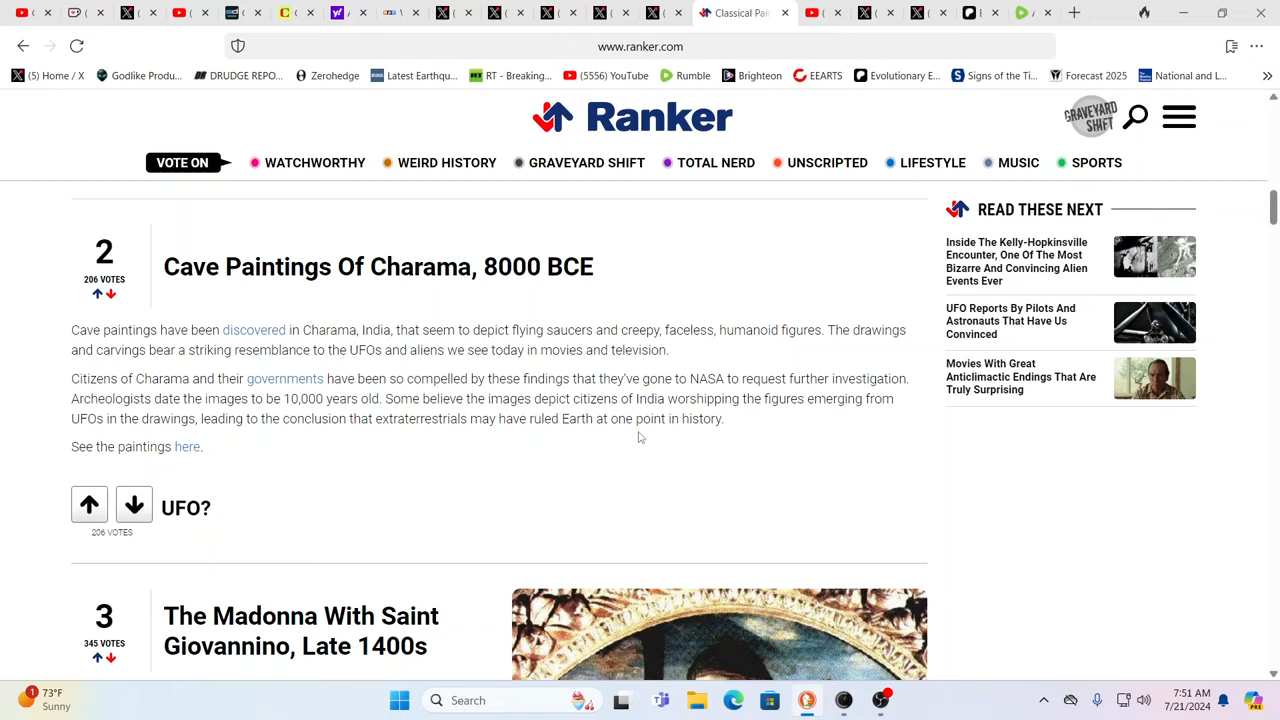 Classical Pai
www.ranker.com
(5) Home / X
Godlike Produ...
DRUDGE REPO...
Zerohedge
Latest Earthqu...
RT - Breaking...
(5556) YouTube
Rumble
Brighteon
EEARTS
Evolutionary E...
Signs of the Ti...
Forecast 2025
National and L...
Ranker
GRAVEYARD SHIFT
VOTE ON
WATCHWORTHY
WEIRD HISTORY
GRAVEYARD SHIFT
TOTAL NERD
UNSCRIPTED
LIFESTYLE
MUSIC
SPORTS
2
206 VOTES
Cave Paintings Of Charama, 8000 BCE
Cave paintings have been discovered in Charama, India, that seem to depict flying saucers and creepy, faceless, humanoid figures. The drawings
and carvings bear a striking resemblance to the UFOs and aliens we see today in movies and television.
Citizens of Charama and their governments have been so compelled by these findings that they've gone to NASA to request further investigation.
Archeologists date the images to be 10,000 years old. Some believe the images depict citizens of India worshipping the figures emerging from
UFOs in the drawings, leading to the conclusion that extraterrestrials may have ruled Earth at one point in history.
See the paintings here.
UFO?
206 VOTES
3
345 VOTES
The Madonna With Saint
Giovannino, Late 1400s
READ THESE NEXT
Inside The Kelly-Hopkinsville
Encounter, One Of The Most
Bizarre And Convincing Alien
Events Ever
UFO Reports By Pilots And
Astronauts That Have Us
Convinced
Movies With Great
Anticlimactic Endings That Are
Truly Surprising
1
73°F
Sunny
Search
7:51 AM
7/21/2024